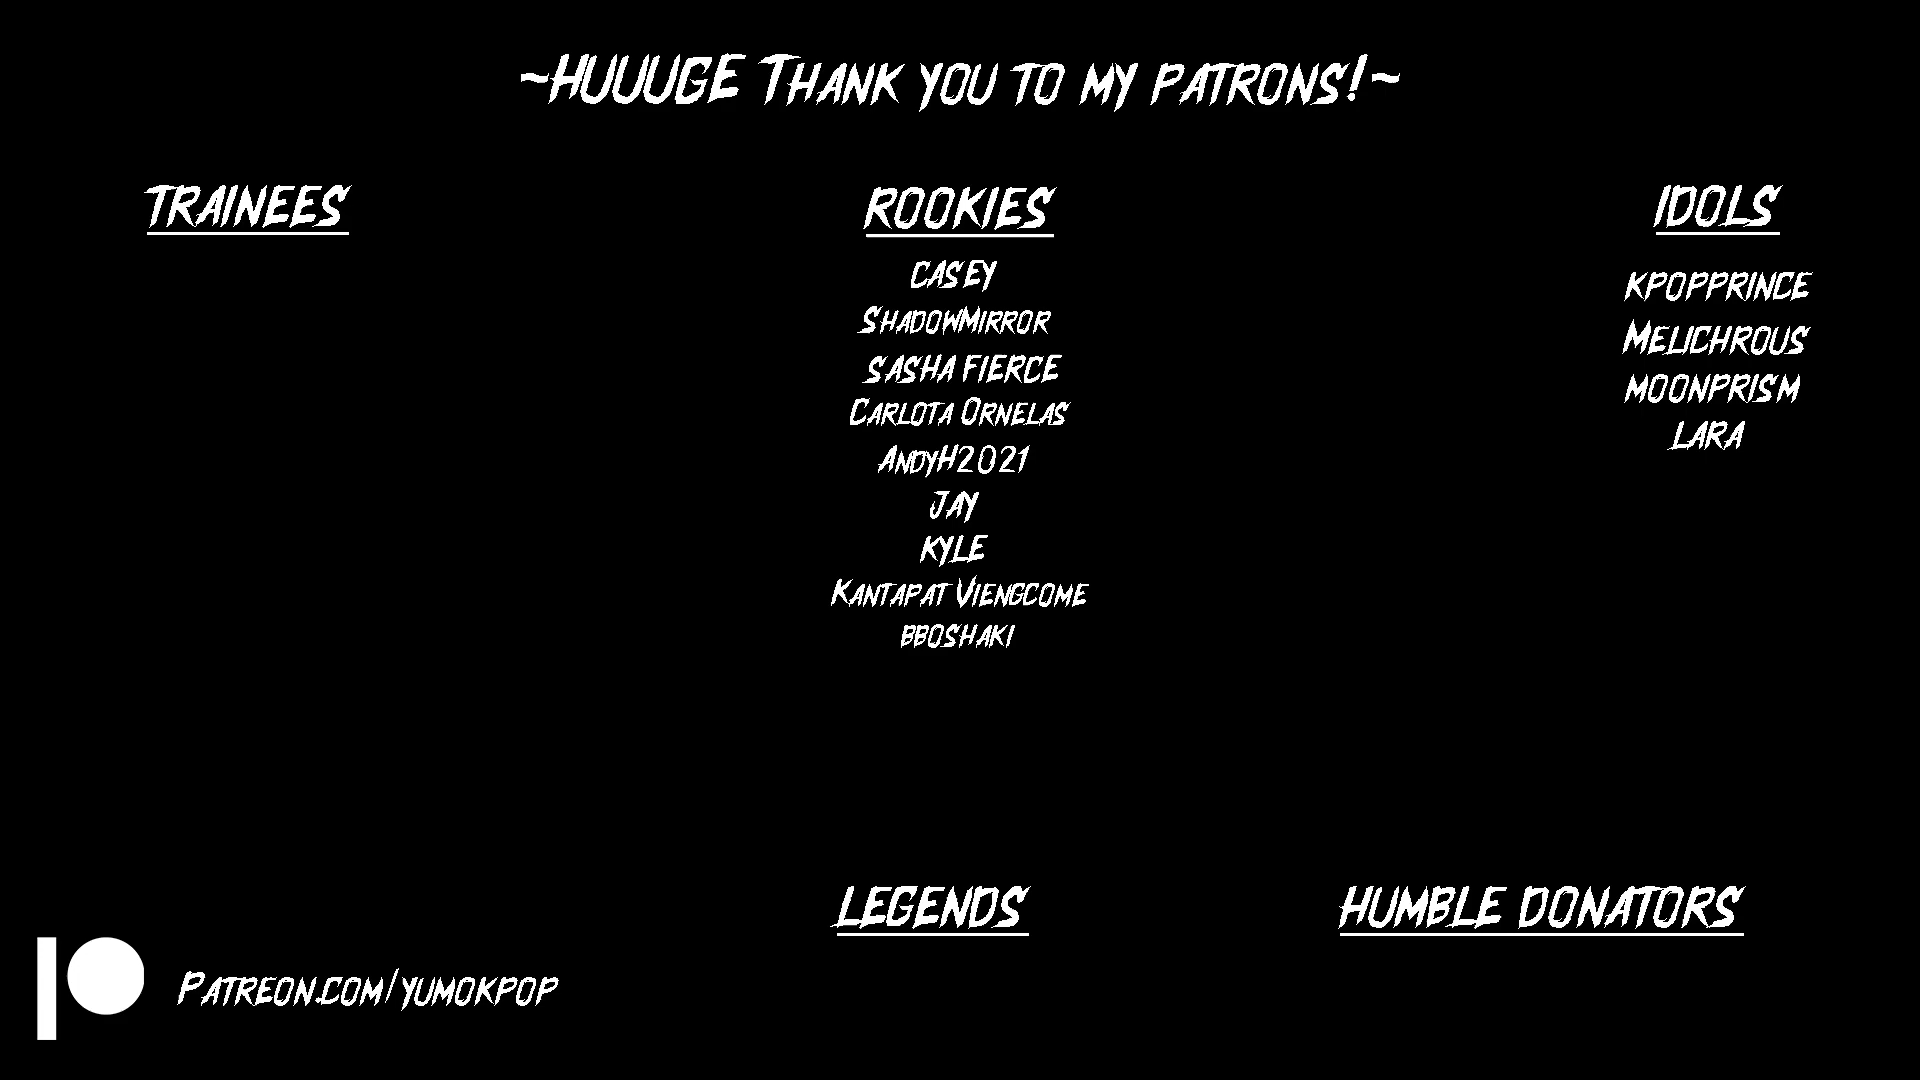 ~HUUUGE Thank you to my patrons!~
TRAINEES
ROOKIES
CASEY
ShadowMirror
SASHA FIERCE
Carlota Ornelas
AndyH2021
JAY
KYLE
Kantapat Viengcome
bboshaki
IDOLS
KPOPPRINCE
Melichrous
MOONPRISM
LARA
LEGENDS
HUMBLE DONATORS
Patreon.com/yumokpop